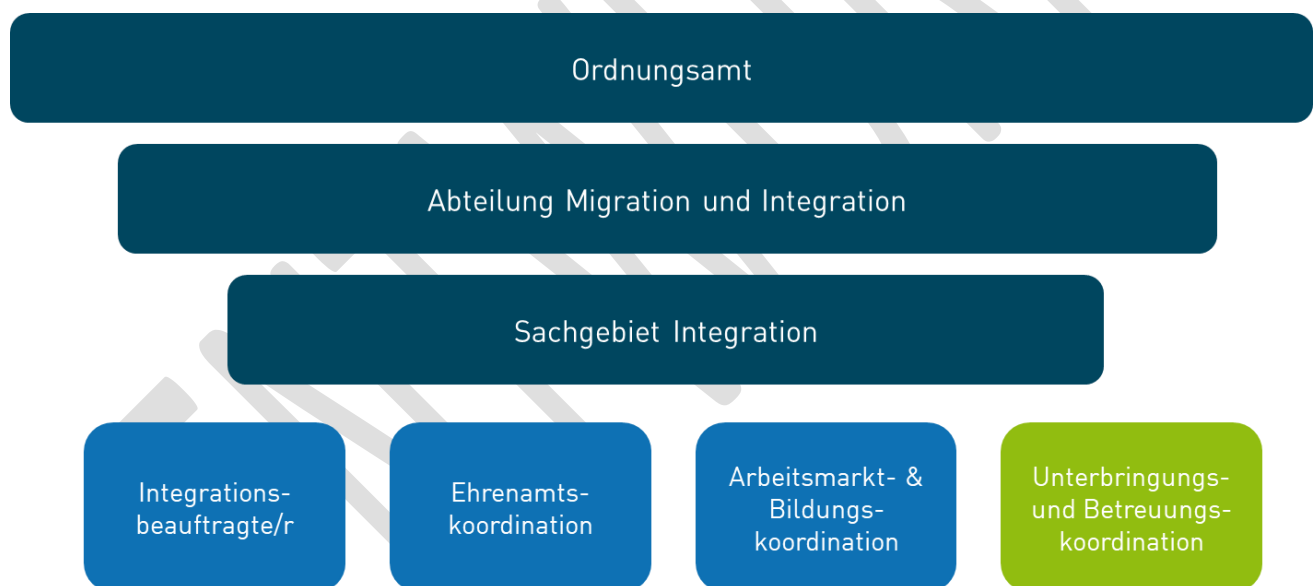 Ordnungsamt
Abteilung Migration und Integration
Sachgebiet Integration
Integrations-
beauftragte/r
Ehrenamts-
koordination
Arbeitsmarkt- &
Bildungs-
koordination
Unterbringungs-
und Betreuungs-
koordination